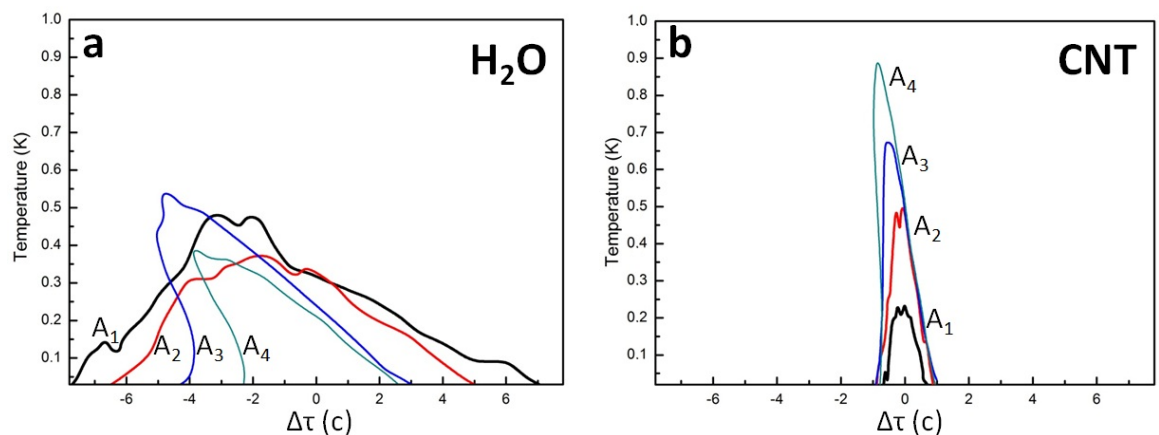 a
H₂O
Temperature (K)
1.0
0.9
0.8
0.7
0.6
0.5
0.4
0.3
0.2
0.1
A₁
A₂
A₃
A₄
-6
-4
-2
0
2
4
6
Δτ (c)
b
CNT
Temperature (K)
1.0
0.9
0.8
0.7
0.6
0.5
0.4
0.3
0.2
0.1
A₄
A₃
A₂
A₁
-6
-4
-2
0
2
4
6
Δτ (c)